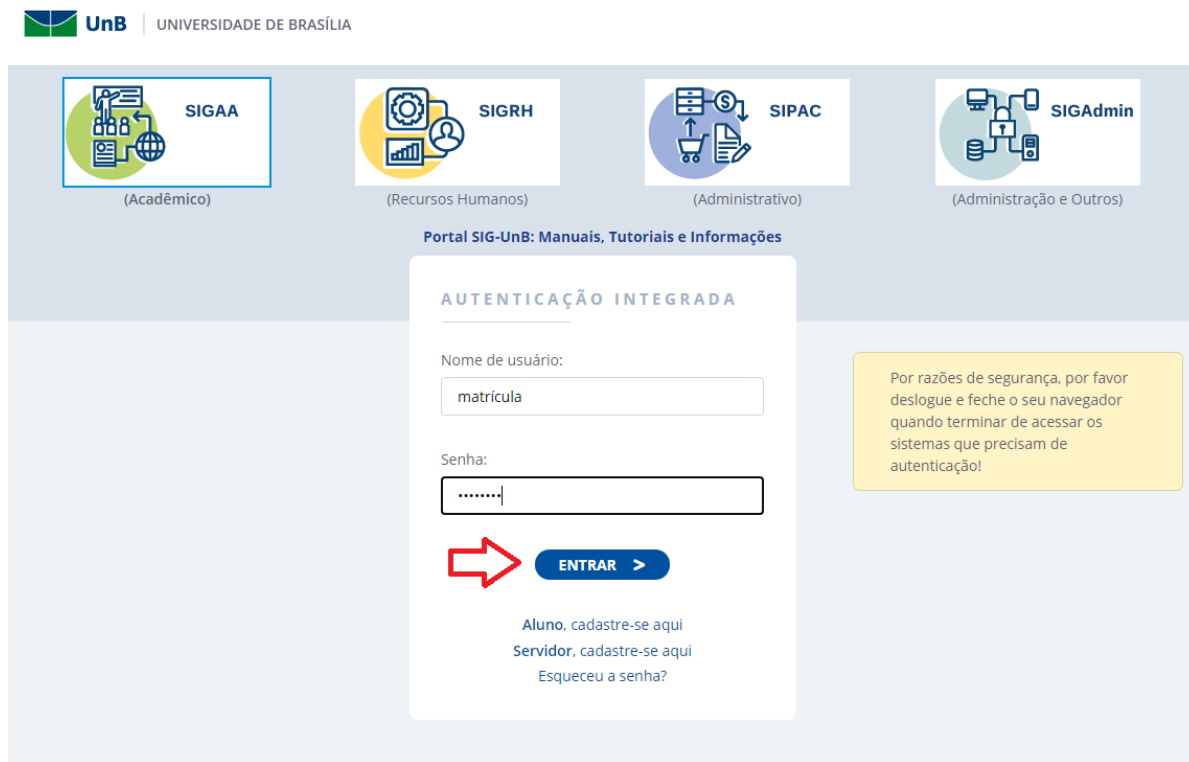 UnB UNIVERSIDADE DE BRASÍLIA
SIGAA
(Acadêmico)
SIGRH
(Recursos Humanos)
SIPAC
(Administrativo)
SIGAdmin
(Administração e Outros)
Portal SIG-UnB: Manuais, Tutoriais e Informações
AUTENTICAÇÃO INTEGRADA
Nome de usuário:
matrícula
Senha:
••••••••
ENTRAR >
Aluno, cadastre-se aqui
Servidor, cadastre-se aqui
Esqueceu a senha?
Por razões de segurança, por favor
deslogue e feche o seu navegador
quando terminar de acessar os
sistemas que precisam de
autenticação!